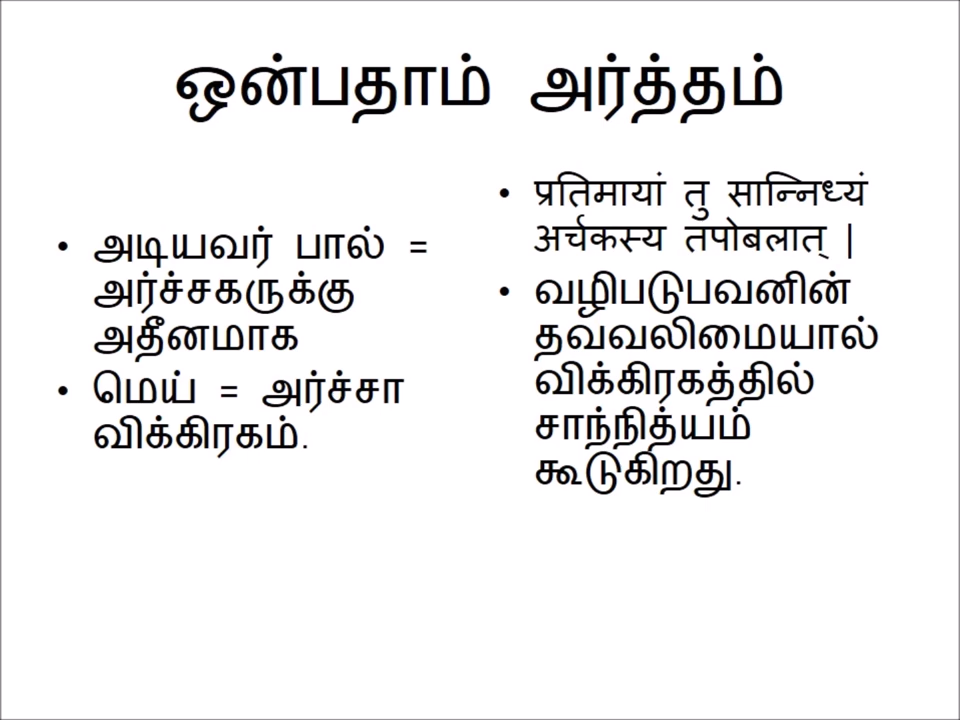 ஒன்பதாம் அர்த்தம்
• அடியவர் பால் =
அர்ச்சகருக்கு
அதீனமாக
• மெய் = அர்ச்சா
விக்கிரகம்.
• प्रतिमायां तु सान्निध्यं
अर्चकस्य तपोबलात् |
• வழிபடுபவனின்
தவவலிமையால்
விக்கிரகத்தில்
சாந்நித்யம்
கூடுகிறது.